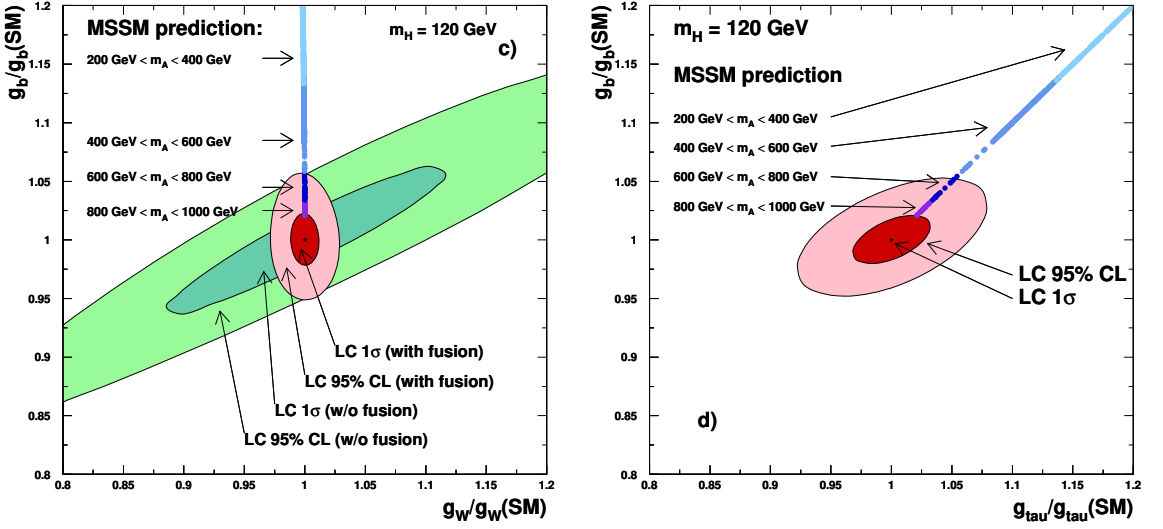 MSSM prediction:
m_H = 120 GeV
c)
200 GeV < m_A < 400 GeV
400 GeV < m_A < 600 GeV
600 GeV < m_A < 800 GeV
800 GeV < m_A < 1000 GeV
LC 1σ (with fusion)
LC 95% CL (with fusion)
LC 1σ (w/o fusion)
LC 95% CL (w/o fusion)
g_b/g_b(SM)
1.2
1.15
1.1
1.05
1
0.95
0.9
0.85
0.8
0.8 0.85 0.9 0.95 1 1.05 1.1 1.15 1.2
g_W/g_W(SM)
m_H = 120 GeV
MSSM prediction
200 GeV < m_A < 400 GeV
400 GeV < m_A < 600 GeV
600 GeV < m_A < 800 GeV
800 GeV < m_A < 1000 GeV
LC 95% CL
LC 1σ
d)
g_b/g_b(SM)
1.2
1.15
1.1
1.05
1
0.95
0.9
0.85
0.8
0.8 0.85 0.9 0.95 1 1.05 1.1 1.15 1.2
g_tau/g_tau(SM)